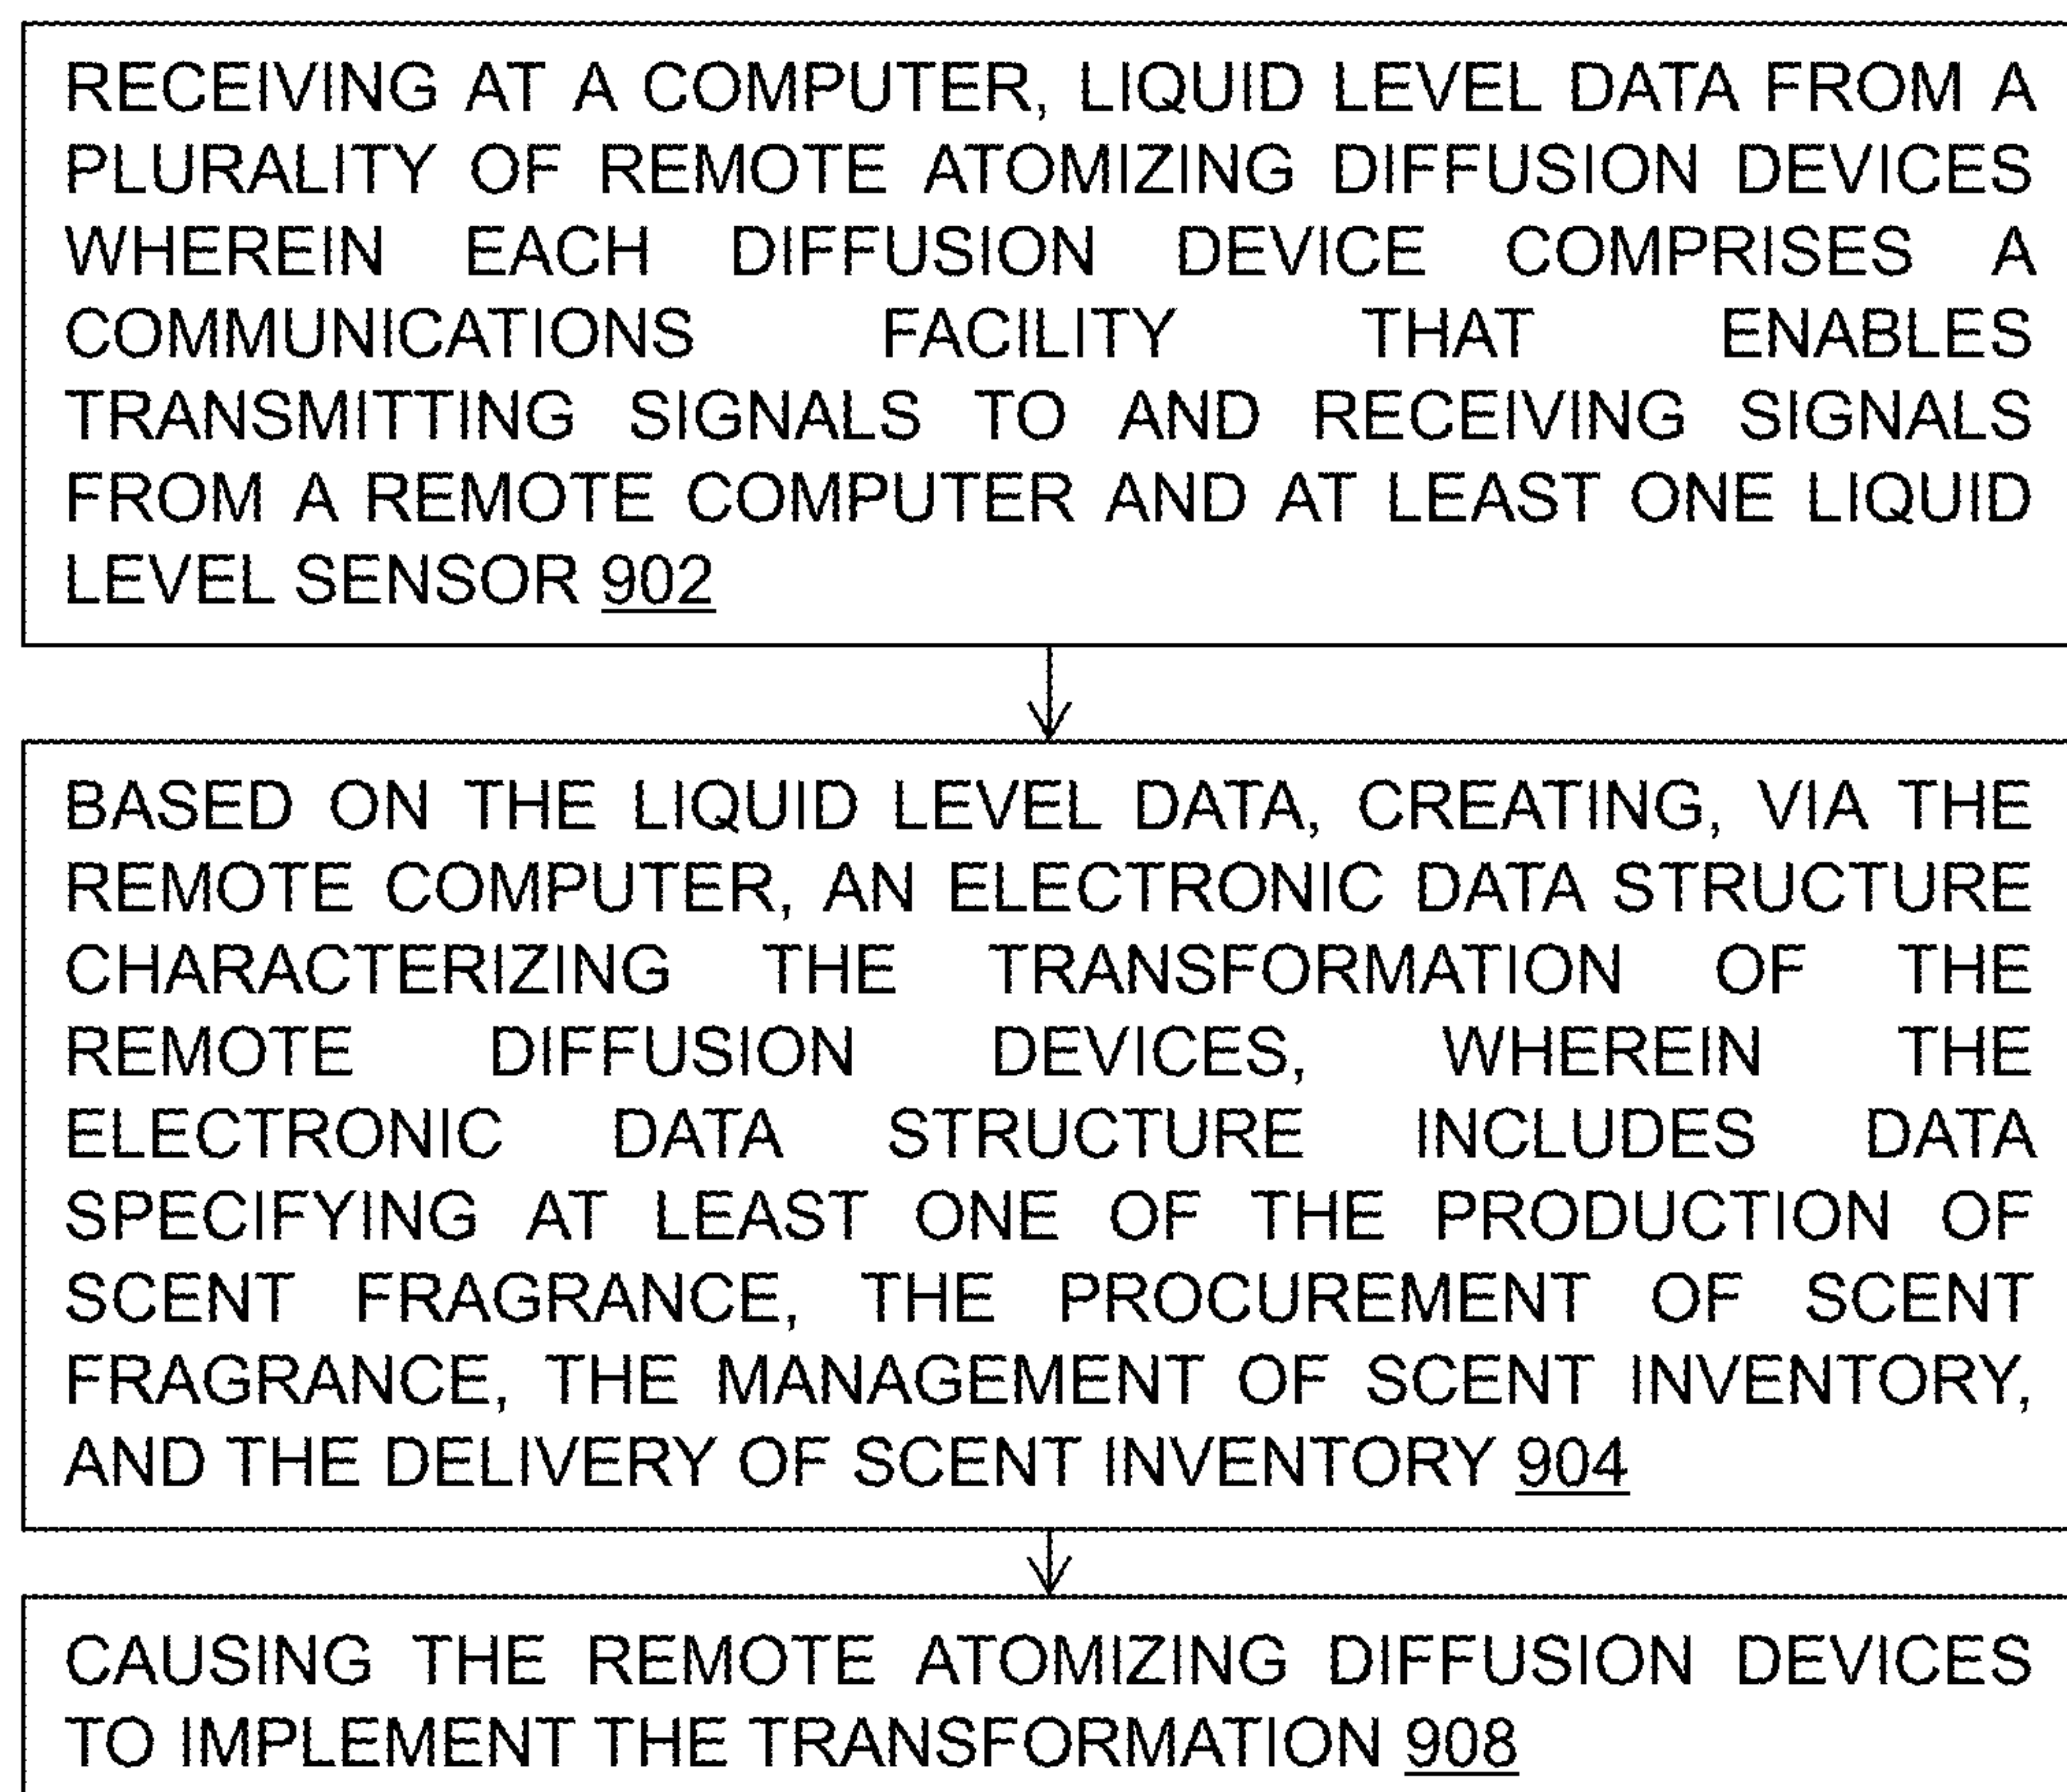 RECEIVING AT A COMPUTER, LIQUID LEVEL DATA FROM A
PLURALITY OF REMOTE ATOMIZING DIFFUSION DEVICES
WHEREIN EACH DIFFUSION DEVICE COMPRISES A
COMMUNICATIONS FACILITY THAT ENABLES
TRANSMITTING SIGNALS TO AND RECEIVING SIGNALS
FROM A REMOTE COMPUTER AND AT LEAST ONE LIQUID
LEVEL SENSOR 902
BASED ON THE LIQUID LEVEL DATA, CREATING, VIA THE
REMOTE COMPUTER, AN ELECTRONIC DATA STRUCTURE
CHARACTERIZING THE TRANSFORMATION OF THE
REMOTE DIFFUSION DEVICES, WHEREIN THE
ELECTRONIC DATA STRUCTURE INCLUDES DATA
SPECIFYING AT LEAST ONE OF THE PRODUCTION OF
SCENT FRAGRANCE, THE PROCUREMENT OF SCENT
FRAGRANCE, THE MANAGEMENT OF SCENT INVENTORY,
AND THE DELIVERY OF SCENT INVENTORY 904
CAUSING THE REMOTE ATOMIZING DIFFUSION DEVICES
TO IMPLEMENT THE TRANSFORMATION 908